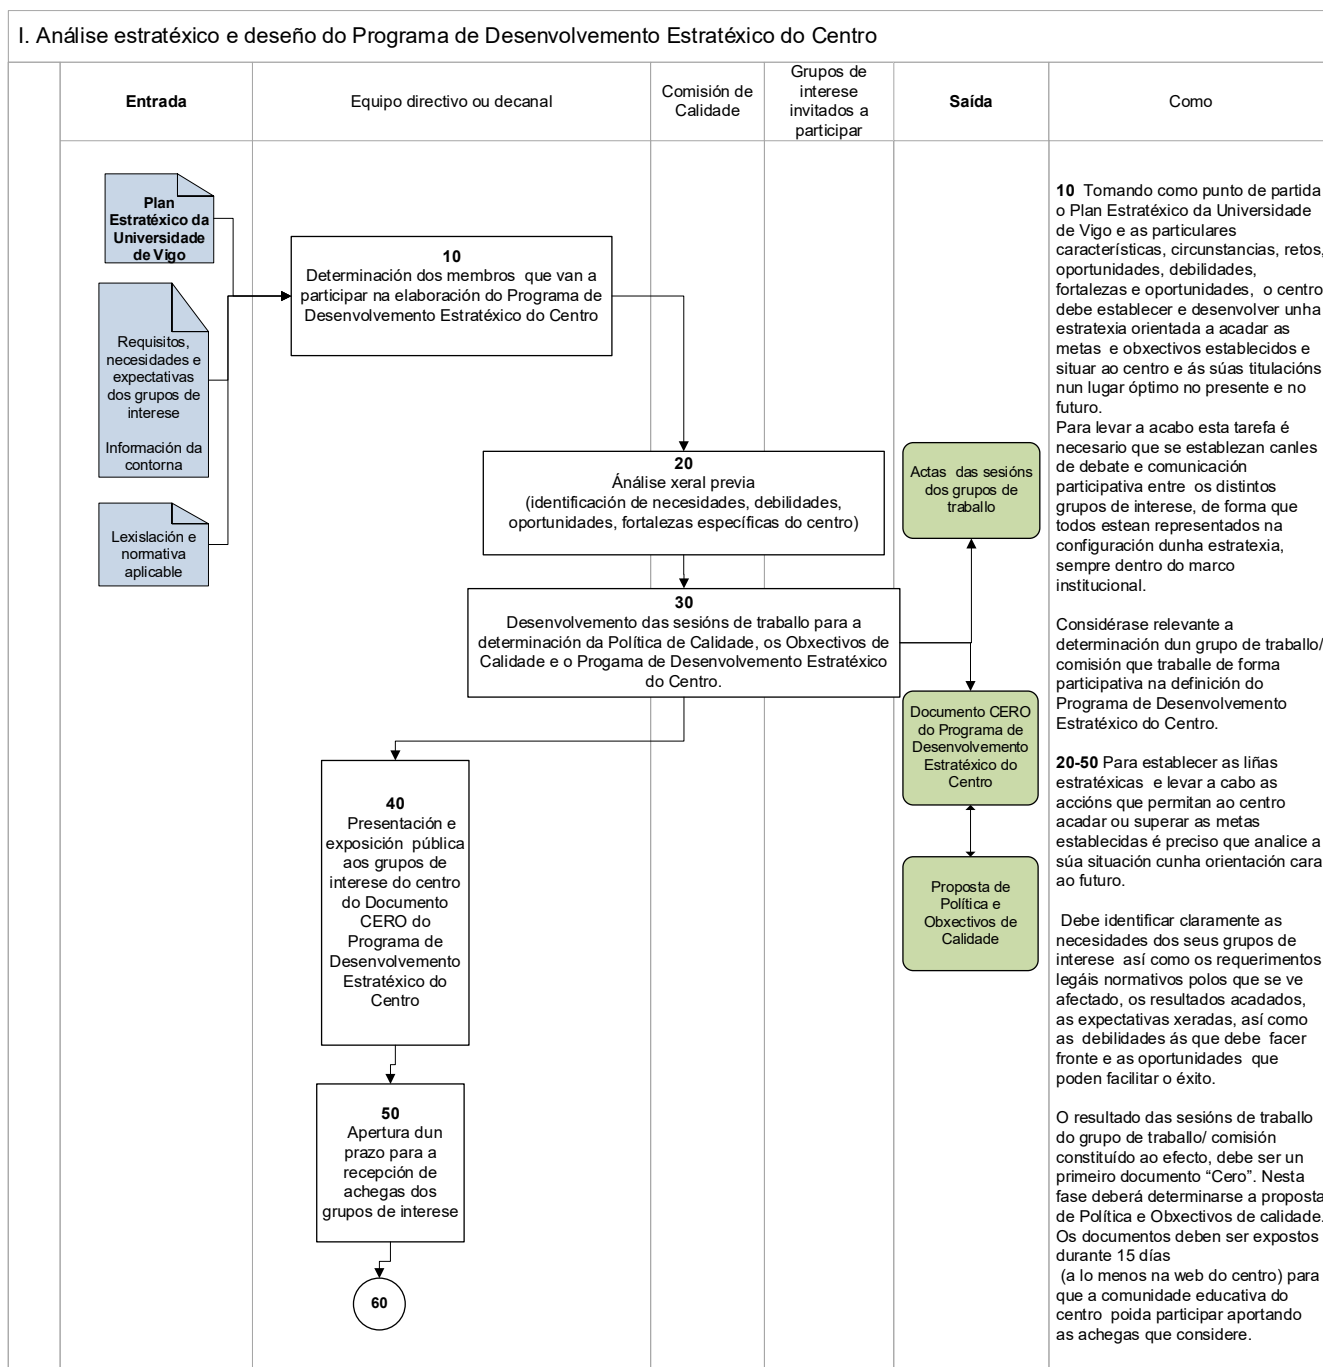 I. Análise estratéxico e deseño do Programa de Desenvolvemento Estratéxico do Centro
Entrada
Equipo directivo ou decanal
Comisión de
Calidade
Grupos de
interese
invitados a
participar
Saída
Como
Plan
Estratéxico da
Universidade
de Vigo
Requisitos,
necesidades e
expectativas
dos grupos de
interese
Información da
contorna
Lexislación e
normativa
aplicable
10
Determinación dos membros que van a
participar na elaboración do Programa de
Desenvolvemento Estratéxico do Centro
20
Ánálise xeral previa
(identificación de necesidades, debilidades,
oportunidades, fortalezas específicas do centro)
30
Desenvolvemento das sesións de traballo para a
determinación da Política de Calidade, os Obxectivos de
Calidade e o Progama de Desenvolvemento Estratéxico
do Centro.
40
Presentación e
exposición pública
aos grupos de
interese do centro
do Documento
CERO do
Programa de
Desenvolvemento
Estratéxico do
Centro
50
Apertura dun
prazo para a
recepción de
achegas dos
grupos de interese
60
Actas das sesións
dos grupos de
traballo
Documento CERO
do Programa de
Desenvolvemento
Estratéxico do
Centro
Proposta de
Política e
Obxectivos de
Calidade
10 Tomando como punto de partida
o Plan Estratéxico da Universidade
de Vigo e as particulares
características, circunstancias, retos,
oportunidades, debilidades,
fortalezas e oportunidades, o centro
debe establecer e desenvolver unha
estratexia orientada a acadar as
metas e obxectivos establecidos e
situar ao centro e ás súas titulacións
nun lugar óptimo no presente e no
futuro.
Para levar a acabo esta tarefa é
necesario que se establezan canles
de debate e comunicación
participativa entre os distintos
grupos de interese, de forma que
todos estean representados na
configuración dunha estratexia,
sempre dentro do marco
institucional.
Considérase relevante a
determinación dun grupo de traballo/
comisión que traballe de forma
participativa na definición do
Programa de Desenvolvemento
Estratéxico do Centro.
20-50 Para establecer as liñas
estratéxicas e levar a cabo as
accións que permitan ao centro
acadar ou superar as metas
establecidas é preciso que analice a
súa situación cunha orientación cara
ao futuro.
Debe identificar claramente as
necesidades dos seus grupos de
interese así como os requerimentos
legáis normativos polos que se ve
afectado, os resultados acadados,
as expectativas xeradas, así como
as debilidades ás que debe facer
fronte e as oportunidades que
poden facilitar o éxito.
O resultado das sesións de traballo
do grupo de traballo/ comisión
constituído ao efecto, debe ser un
primeiro documento “Cero”. Nesta
fase deberá determinarse a proposta
de Política e Obxectivos de calidade.
Os documentos deben ser expostos
durante 15 días
(a lo menos na web do centro) para
que a comunidade educativa do
centro poida participar aportando
as achegas que considere.